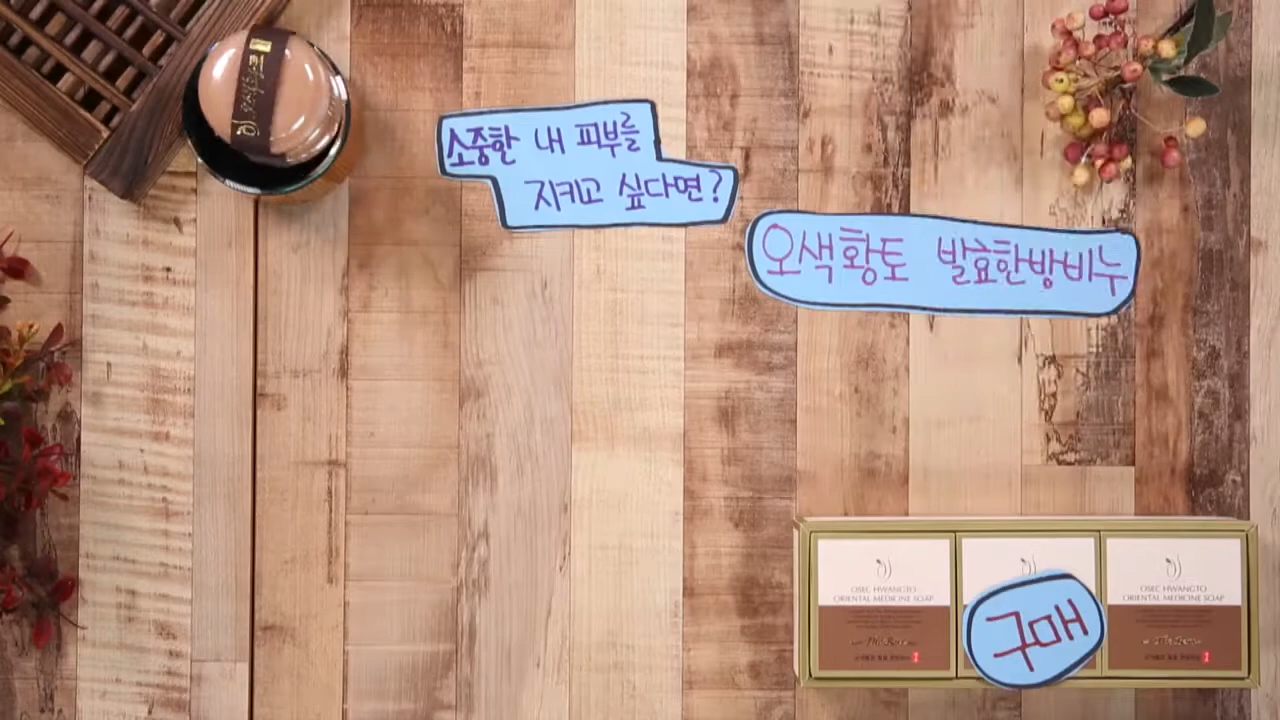 소중한 내 피부를
지키고 싶다면?
오색황토 발효한방비누
OSEC HWANGTO
ORIENTAL MEDICINE SOAP
OSEC HWANGTO
ORIENTAL MEDICINE SOAP
구매